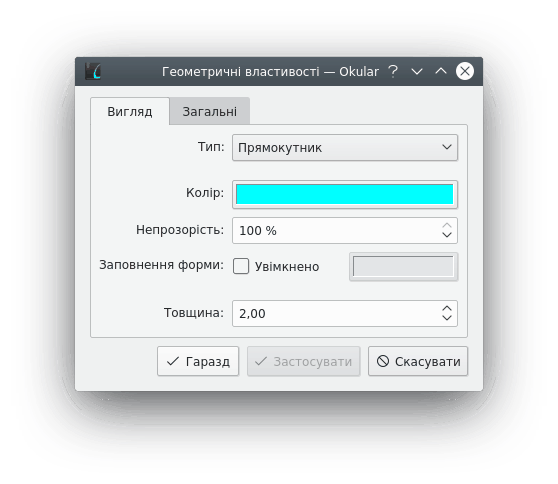 Геометричні властивості — Okular
Вигляд Загальні
Тип: Прямокутник
Колір:
Непрозорість: 100 %
Заповнення форми: Увімкнено
Товщина: 2,00
Гаразд Застосувати Скасувати